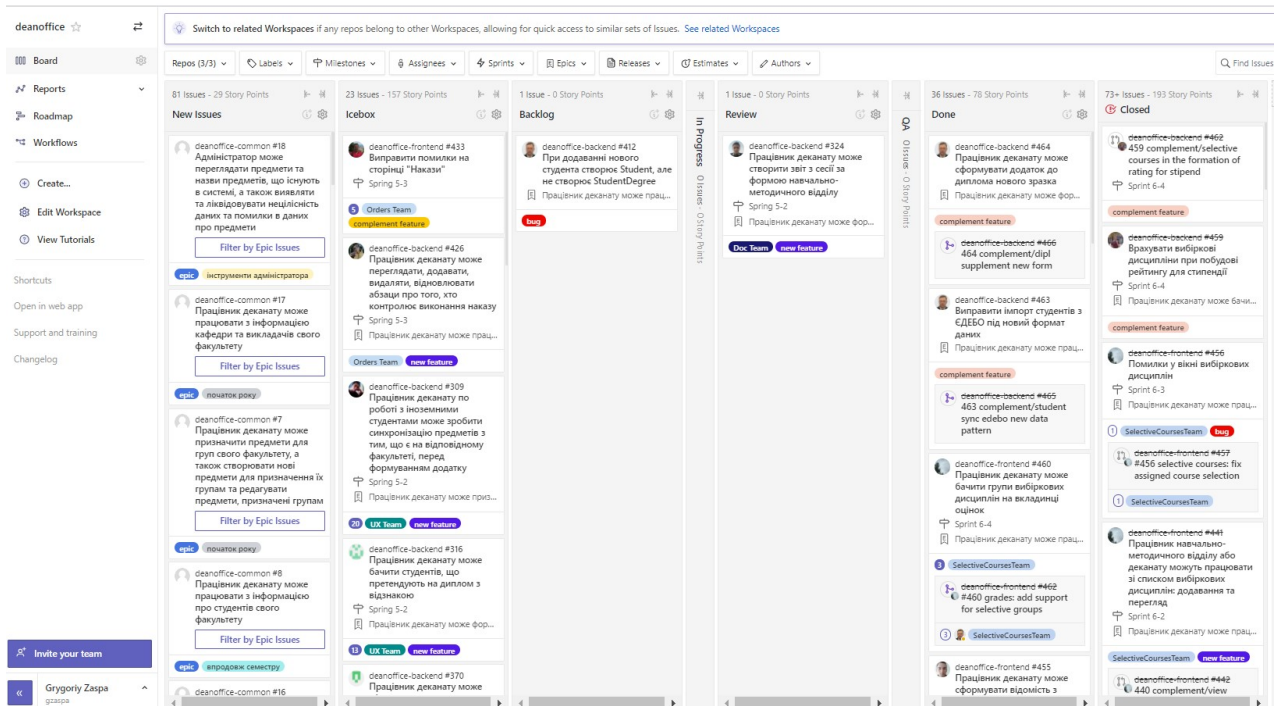 deanoffice
Board
Reports
Roadmap
Workflows
Create...
Edit Workspace
View Tutorials
Shortcuts
Open in web app
Support and training
Changelog
Invite your team
Grygoriy Zaspa
gzaspa
Switch to related Workspaces if any repos belong to other Workspaces, allowing for quick access to similar sets of Issues. See related Workspaces
Repos (3/3) Labels Milestones Assignees Sprints Epics Releases Estimates Authors Find Issues
81 Issues - 29 Story Points
New Issues
deanoffice-common #18
Адміністратор може
переглядати предмети та
назви предметів, що існують
в системі, а також виявляти
та ліквідовувати нецілісність
даних та помилки в даних
про предмети
Filter by Epic Issues
epic інструменти адміністратора
deanoffice-common #17
Працівник деканату може
працювати з інформацією
кафедри та викладачів свого
факультету
Filter by Epic Issues
epic початок року
deanoffice-common #7
Працівник деканату може
призначити предмети для
груп свого факультету, а
також створювати нові
предмети для призначення їх
групам та редагувати
предмети, призначені групам
Filter by Epic Issues
epic початок року
deanoffice-common #8
Працівник деканату може
працювати з інформацією
про студентів свого
факультету
Filter by Epic Issues
epic впродовж семестру
deanoffice-common #16
23 Issues - 157 Story Points
Icebox
deanoffice-frontend #433
Виправити помилки на
сторінці "Накази"
Spring 5-3
5 Orders Team
complement feature
deanoffice-backend #426
Працівник деканату може
переглядати, додавати,
видаляти, відновлювати
абзаци про того, хто
контролює виконання наказу
Spring 5-3
Працівник деканату може прац...
Orders Team new feature
deanoffice-backend #309
Працівник деканату по
роботі з іноземними
студентами може зробити
синхронізацію предметів з
тим, що є на відповідному
факультеті, перед
формуванням додатку
Spring 5-2
Працівник деканату може приз...
20 UX Team new feature
deanoffice-backend #316
Працівник деканату може
бачити студентів, що
претендують на диплом з
відзнакою
Spring 5-2
Працівник деканату може фор...
13 UX Team new feature
deanoffice-backend #370
Працівник деканату може
1 Issue - 0 Story Points
Backlog
deanoffice-backend #412
При додаванні нового
студента створює Student, але
не створює StudentDegree
Працівник деканату може прац...
bug
In Progress 0 Issues - 0 Story Points
1 Issue - 0 Story Points
Review
deanoffice-backend #324
Працівник деканату може
створити звіт з сесії за
формою навчально-
методичного відділу
Spring 5-2
Працівник деканату може фор...
Doc Team new feature
QA 0 Issues - 0 Story Points
36 Issues - 78 Story Points
Done
deanoffice-backend #464
Працівник деканату може
сформувати додаток до
диплома нового зразка
Працівник деканату може фор...
complement feature
deanoffice-backend #466
464 complement/dipl
supplement new form
deanoffice-backend #463
Виправити імпорт студентів з
ЄДЕБО під новий формат
даних
Працівник деканату може прац...
complement feature
deanoffice-backend #465
463 complement/student
sync edebo new data
pattern
deanoffice-frontend #460
Працівник деканату може
бачити групи вибіркових
дисциплін на вкладинці
оцінок
Sprint 6-4
Працівник деканату може прац...
3 SelectiveCoursesTeam
deanoffice-frontend #462
#460 grades: add support
for selective groups
3 SelectiveCoursesTeam
deanoffice-frontend #455
Працівник деканату може
сформувати відомість з
73+ Issues - 193 Story Points
Closed
deanoffice-backend #462
459 complement/selective
courses in the formation of
rating for stipend
Sprint 6-4
complement feature
deanoffice-backend #459
Врахувати вибіркові
дисципліни при побудові
рейтингу для стипендії
Sprint 6-4
Працівник деканату може бачи...
complement feature
deanoffice-frontend #456
Помилки у вікні вибіркових
дисциплін
Sprint 6-3
Працівник деканату може прац...
1 SelectiveCoursesTeam bug
deanoffice-frontend #457
#456 selective courses: fix
assigned course selection
1 SelectiveCoursesTeam
deanoffice-frontend #441
Працівник навчально-
методичного відділу або
деканату можуть працювати
зі списком вибіркових
дисциплін: додавання та
перегляд
Sprint 6-2
Працівник деканату може прац...
SelectiveCoursesTeam new feature
deanoffice-frontend #442
440 complement/view